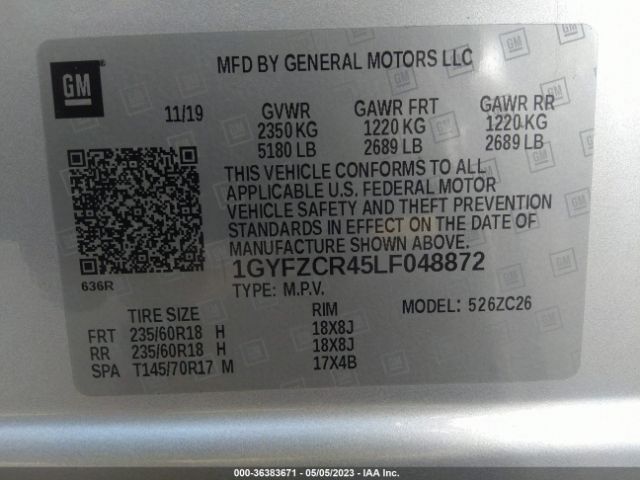 GM
MFD BY GENERAL MOTORS LLC
11/19 GVWR GAWR FRT GAWR RR
2350 KG 1220 KG 1220 KG
5180 LB 2689 LB 2689 LB
THIS VEHICLE CONFORMS TO ALL
APPLICABLE U.S. FEDERAL MOTOR
VEHICLE SAFETY AND THEFT PREVENTION
STANDARDS IN EFFECT ON THE DATE OF
MANUFACTURE SHOWN ABOVE.
636R 1GYFZCR45LF048872
TYPE: M.P.V. MODEL: 526ZC26
TIRE SIZE RIM
FRT 235/60R18 H 18X8J
RR 235/60R18 H 18X8J
SPA T145/70R17 M 17X4B
000-36383671 - 05/05/2023 - IAA Inc.